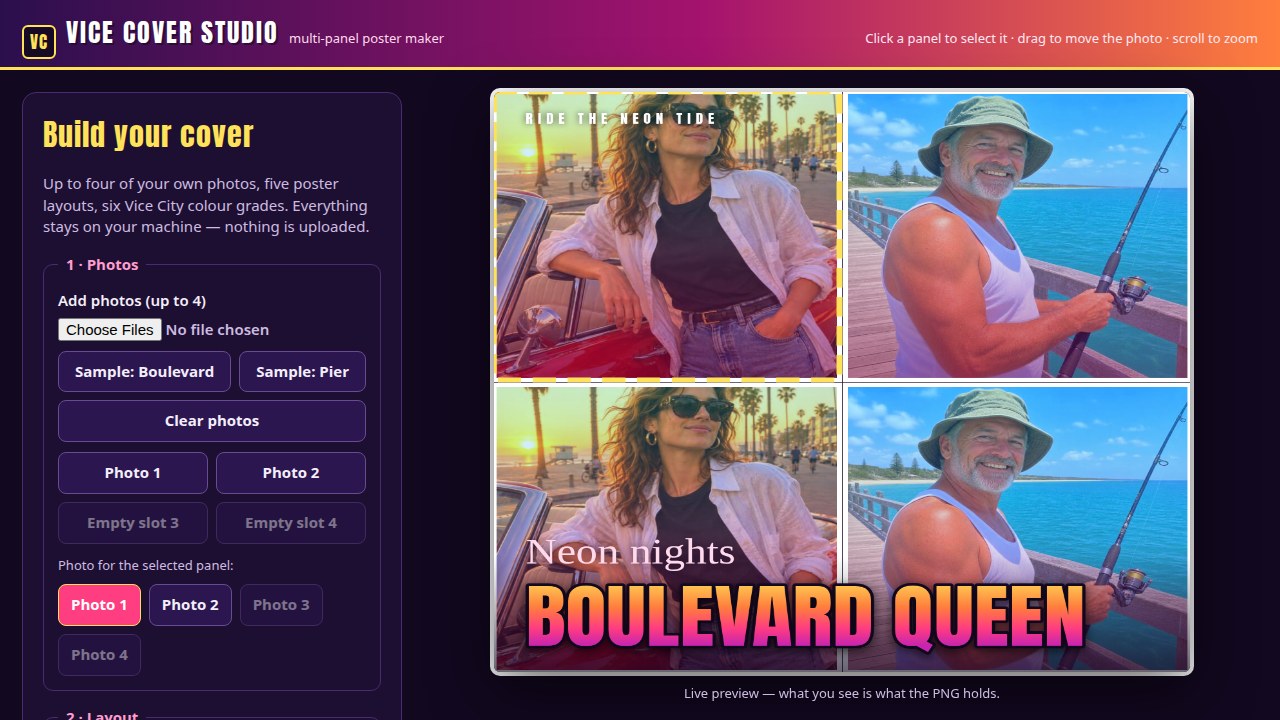 VC
VICE COVER STUDIO
multi-panel poster maker
Click a panel to select it · drag to move the photo · scroll to zoom
Build your cover
Up to four of your own photos, five poster
layouts, six Vice City colour grades. Everything
stays on your machine — nothing is uploaded.
1 · Photos
Add photos (up to 4)
Choose Files No file chosen
Sample: Boulevard
Sample: Pier
Clear photos
Photo 1
Photo 2
Empty slot 3
Empty slot 4
Photo for the selected panel:
Photo 1
Photo 2
Photo 3
Photo 4
2 · Layout
RIDE THE NEON TIDE
Neon nights
BOULEVARD QUEEN
Live preview — what you see is what the PNG holds.